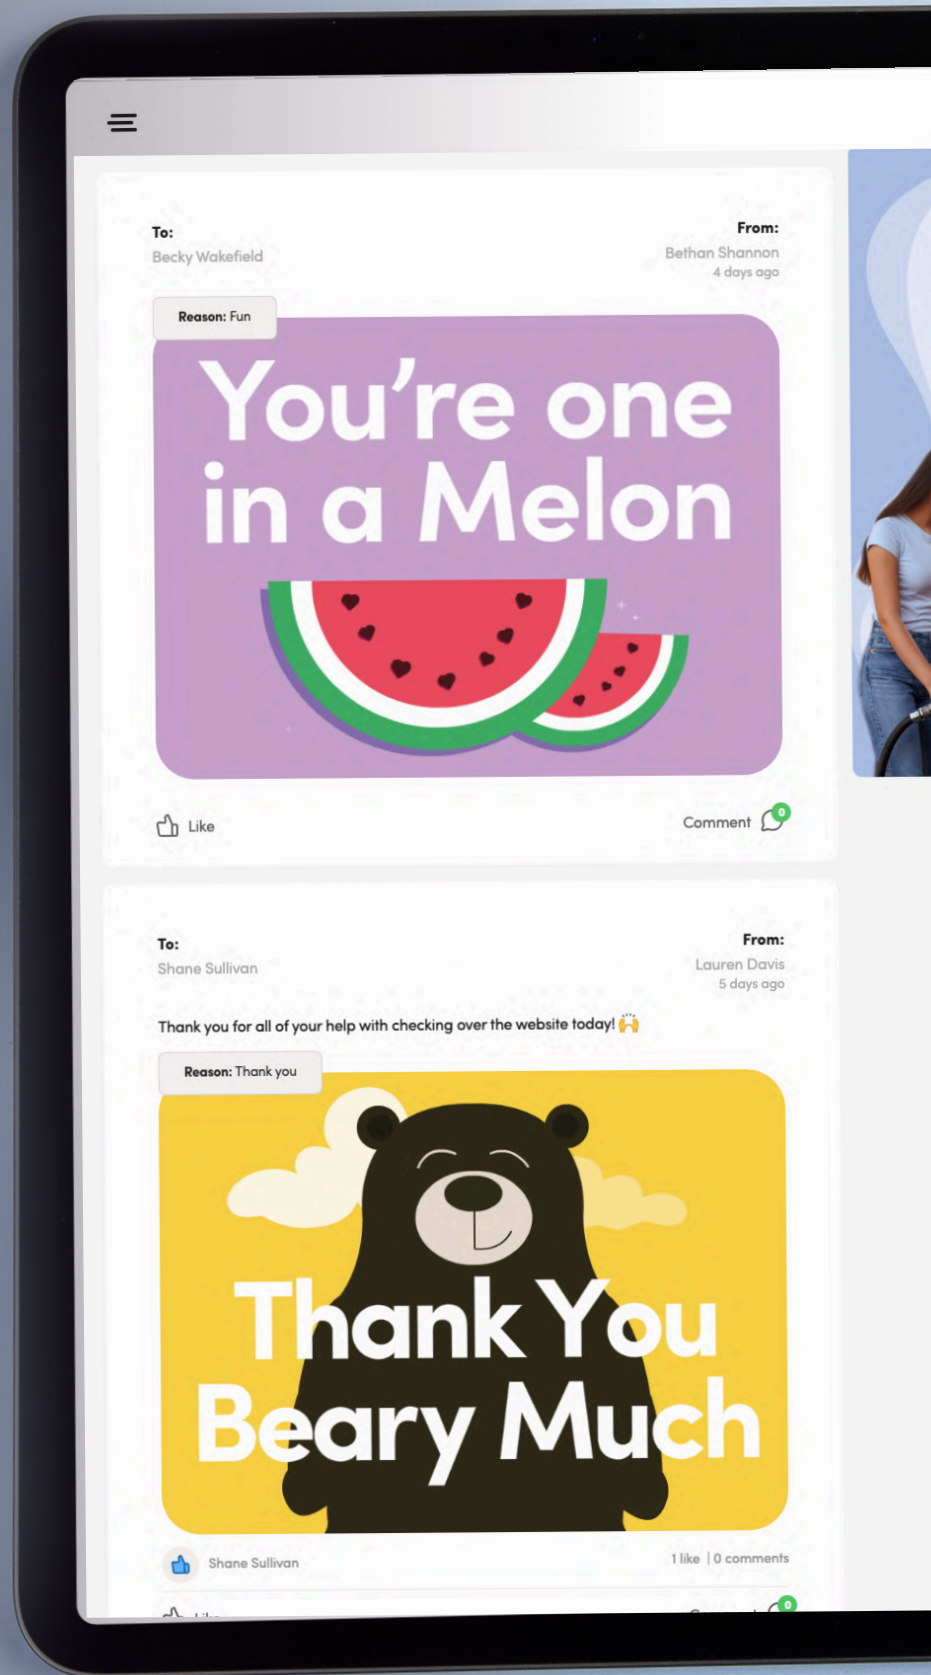 To:
Becky Wakefield
From:
Bethan Shannon
4 days ago
Reason: Fun
You're one
in a Melon
Like
Comment 0
To:
Shane Sullivan
From:
Lauren Davis
5 days ago
Thank you for all of your help with checking over the website today! 🙌
Reason: Thank you
Thank You
Beary Much
Shane Sullivan
1 like | 0 comments
Like
Comment 0